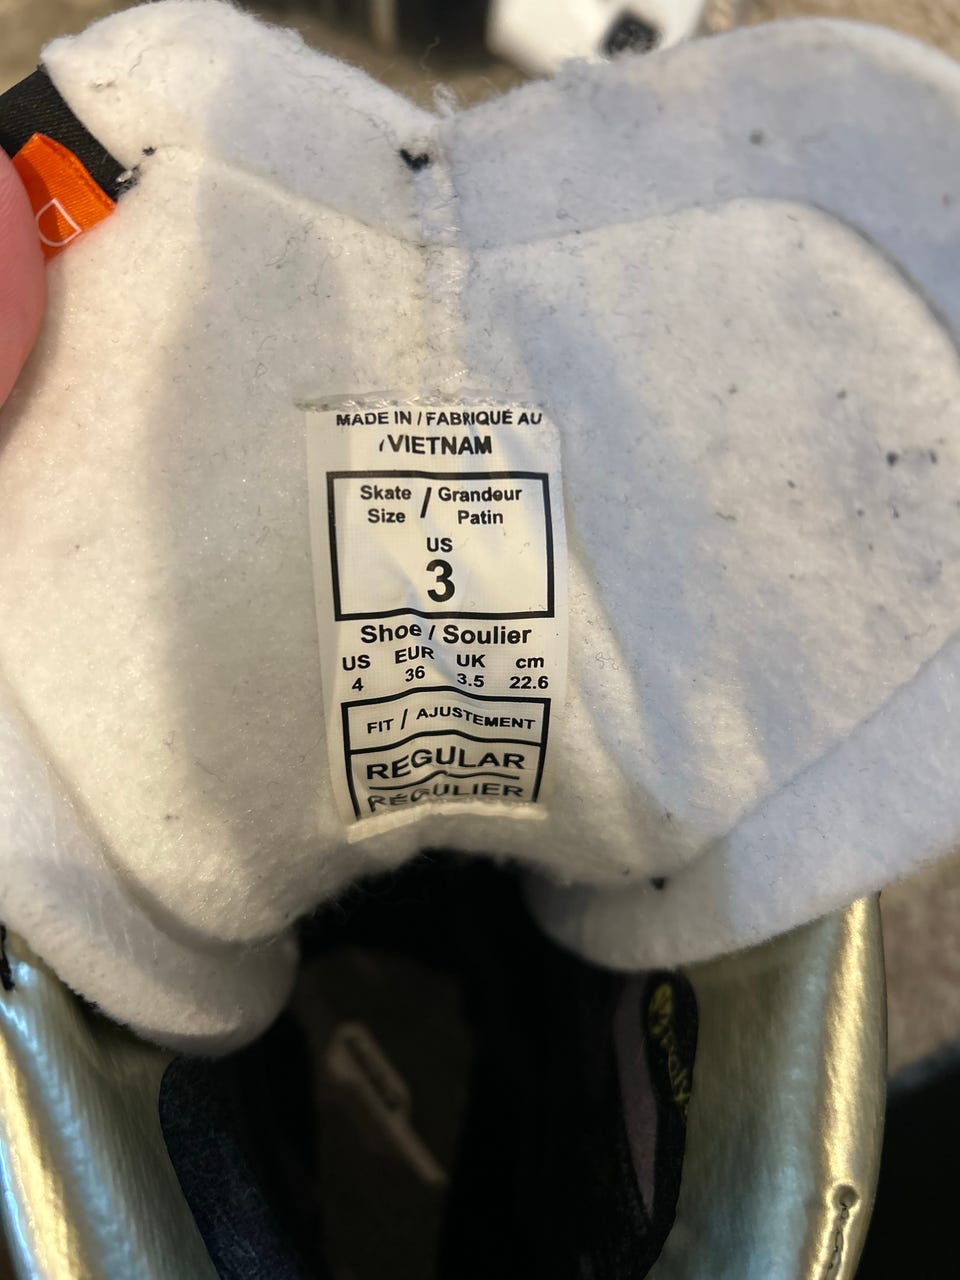 MADE IN / FABRIQUÉ AU
VIETNAM
Skate Size / Grandeur Patin
US
3
Shoe / Soulier
US EUR UK cm
4 36 3.5 22.6
FIT / AJUSTEMENT
REGULAR
RÉGULIER